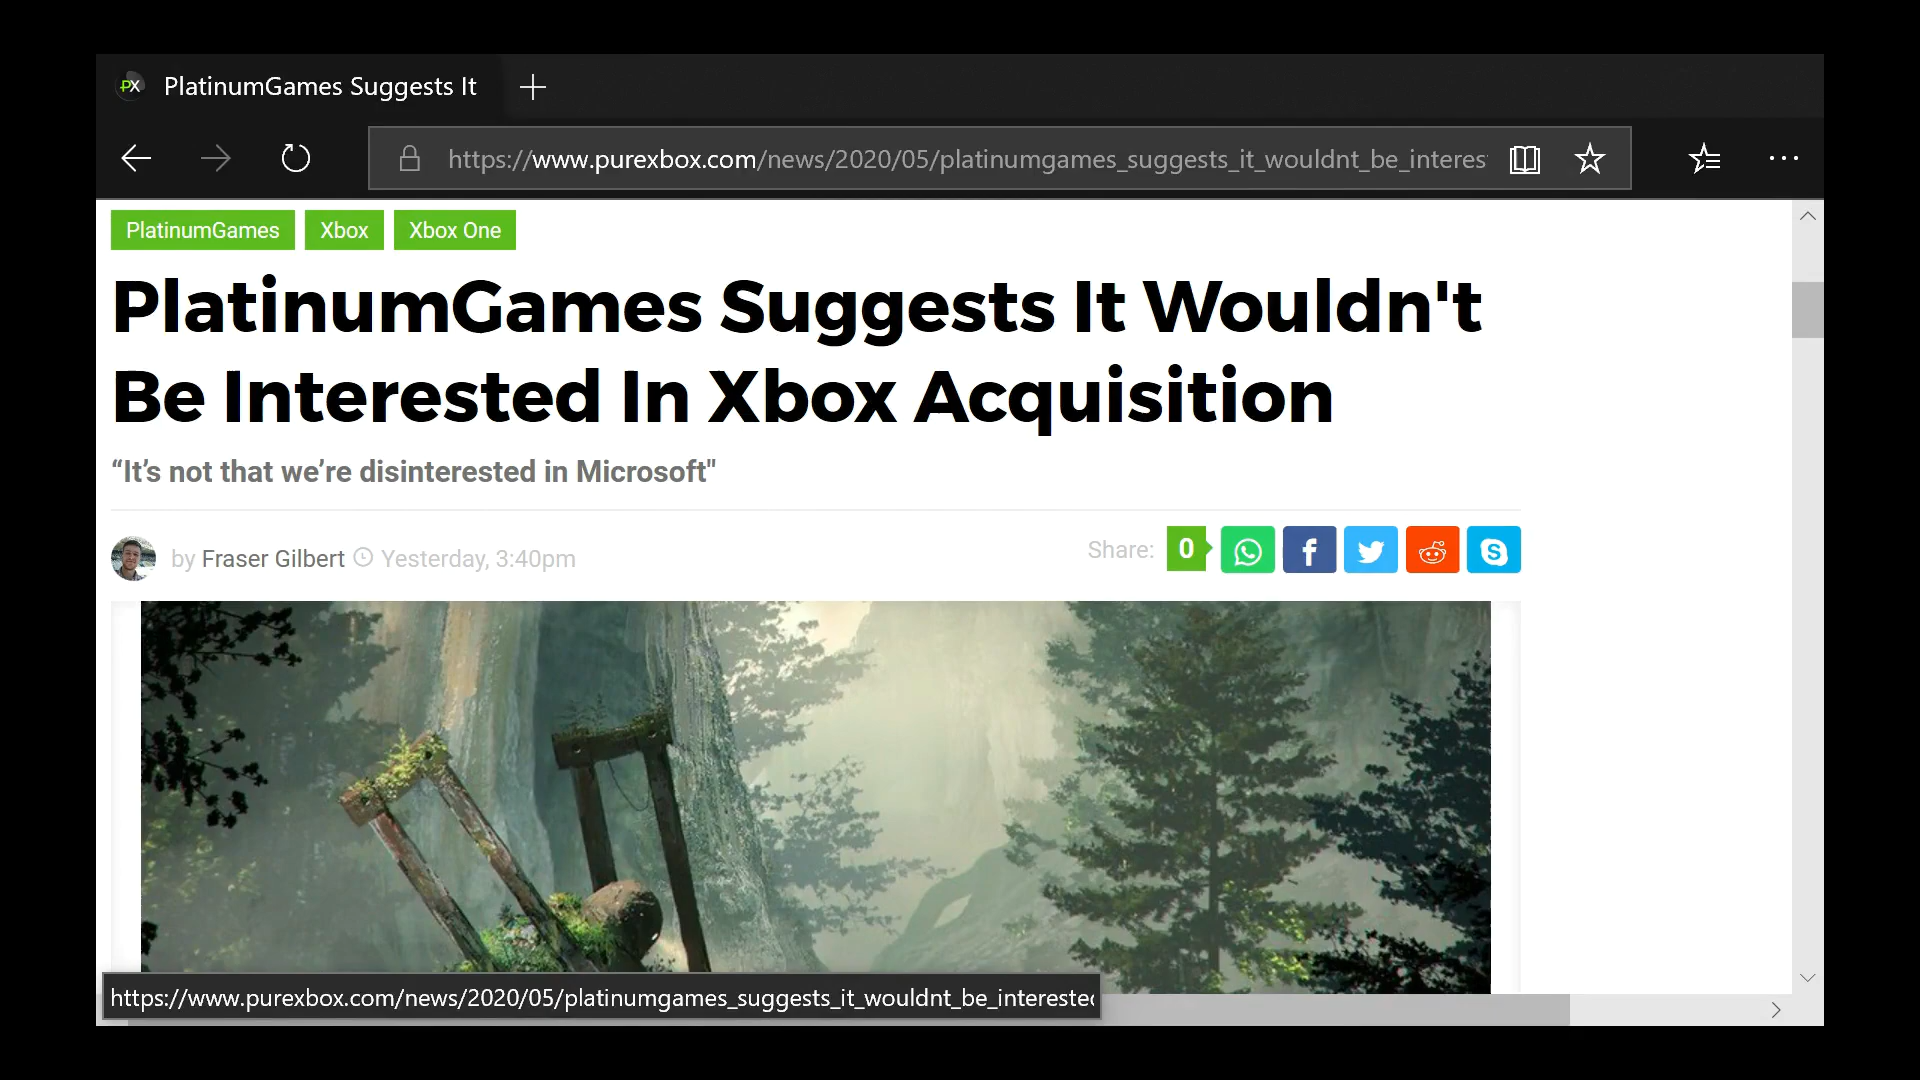 PX PlatinumGames Suggests It
https://www.purexbox.com/news/2020/05/platinumgames_suggests_it_wouldnt_be_interes
PlatinumGames Xbox Xbox One
PlatinumGames Suggests It Wouldn't
Be Interested In Xbox Acquisition
“It’s not that we’re disinterested in Microsoft"
by Fraser Gilbert Yesterday, 3:40pm
Share: 0
https://www.purexbox.com/news/2020/05/platinumgames_suggests_it_wouldnt_be_interested